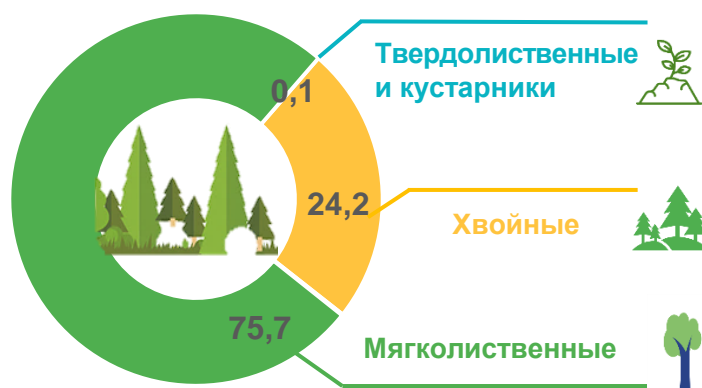 Твердолиственные
и кустарники
0,1
24,2
Хвойные
75,7
Мягколиственные